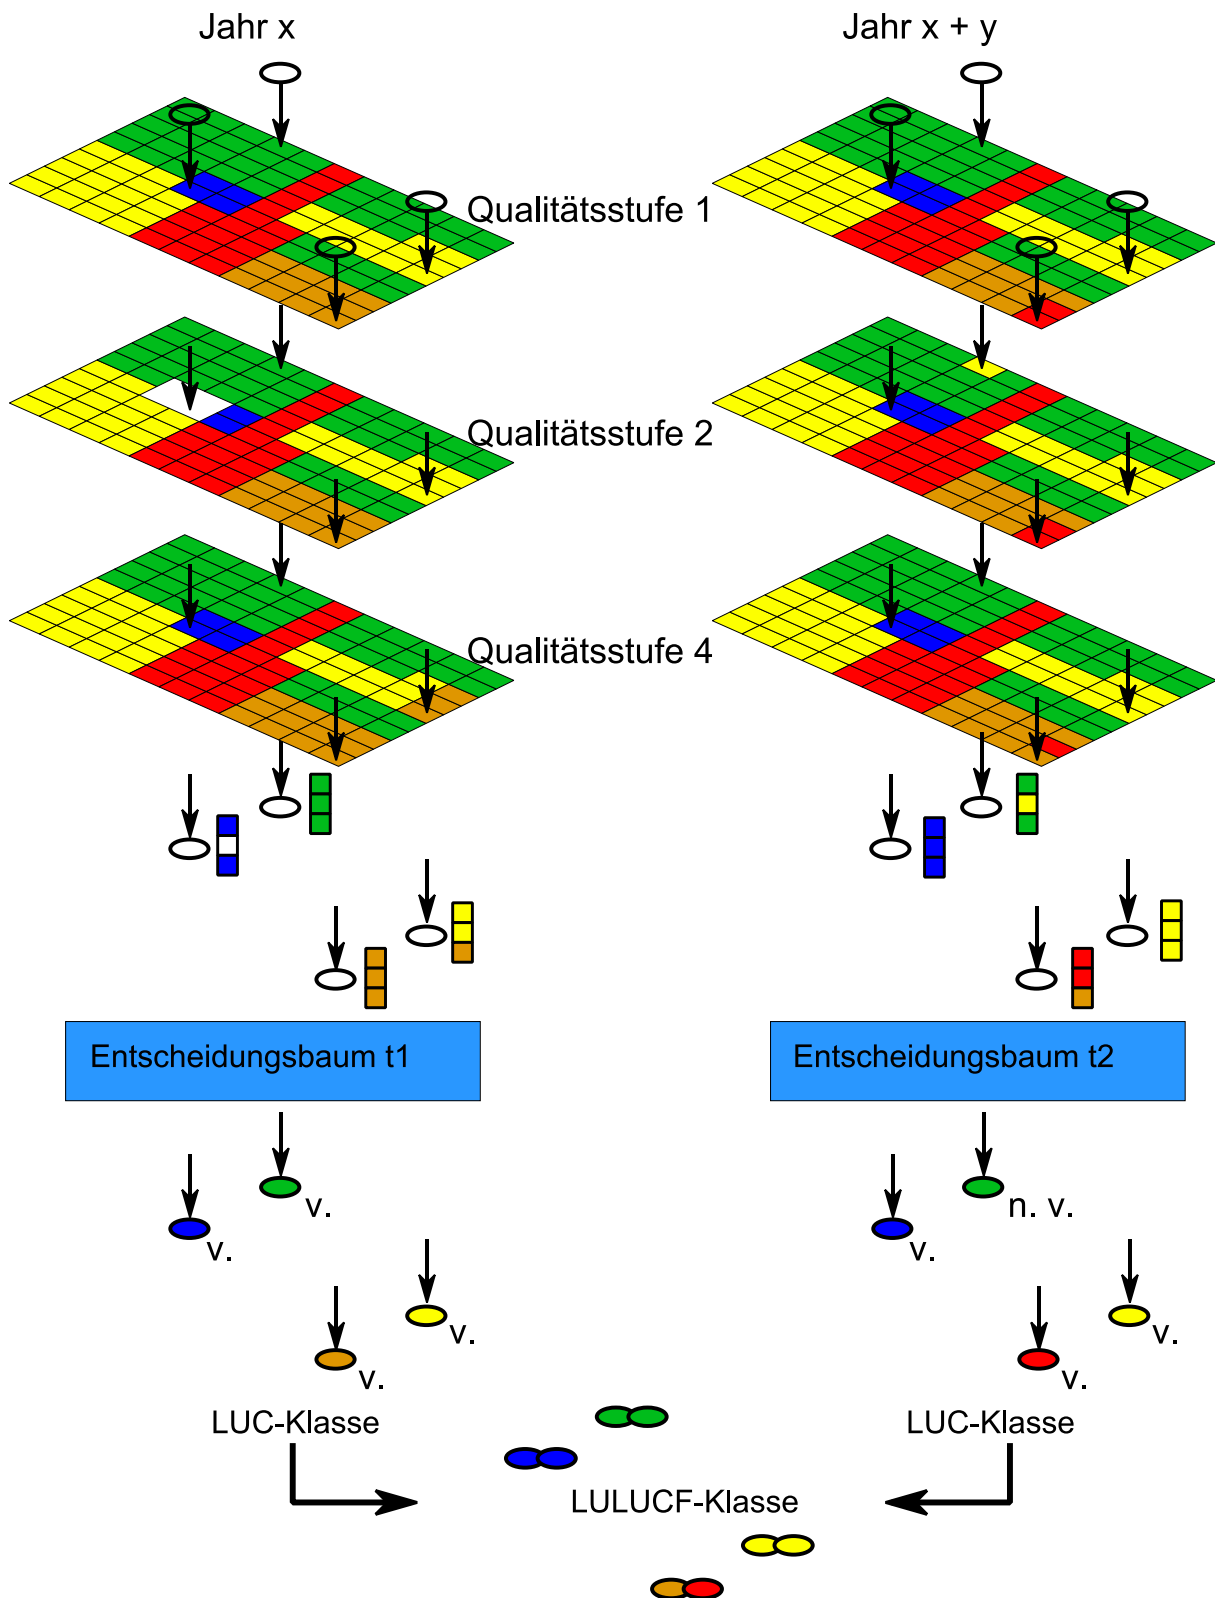 Jahr x
Jahr x + y
Qualitätsstufe 1
Qualitätsstufe 2
Qualitätsstufe 4
Entscheidungsbaum t1
Entscheidungsbaum t2
v.
n. v.
v.
v.
v.
v.
v.
v.
LUC-Klasse
LUC-Klasse
LULUCF-Klasse